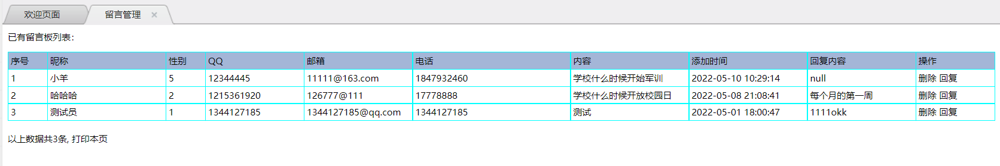 欢迎页面 留言管理 ×
已有留言板列表:
序号 昵称 性别 QQ 邮箱 电话 内容 添加时间 回复内容 操作
1 小羊 5 12344445 11111@163.com 1847932460 学校什么时候开始军训 2022-05-10 10:29:14 null 删除 回复
2 哈哈哈 2 1215361920 126777@111 17778888 学校什么时候开放校园日 2022-05-08 21:08:41 每个月的第一周 删除 回复
3 测试员 1 1344127185 1344127185@qq.com 1344127185 测试 2022-05-01 18:00:47 1111okk 删除 回复
以上数据共3条, 打印本页